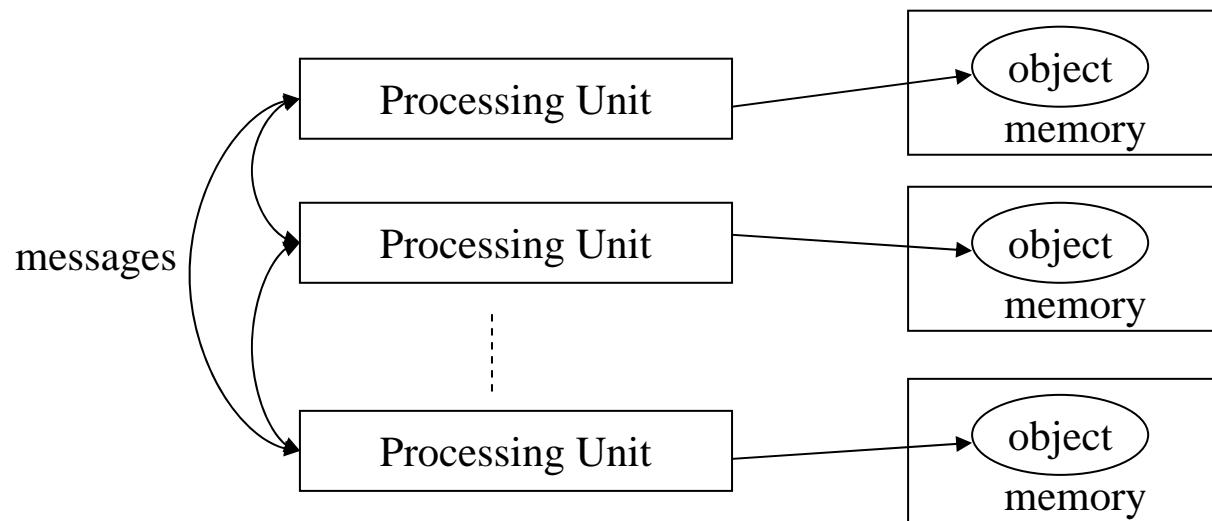 object
Processing Unit
memory
Processing Unit
object
messages
memory
Processing Unit
object
memory